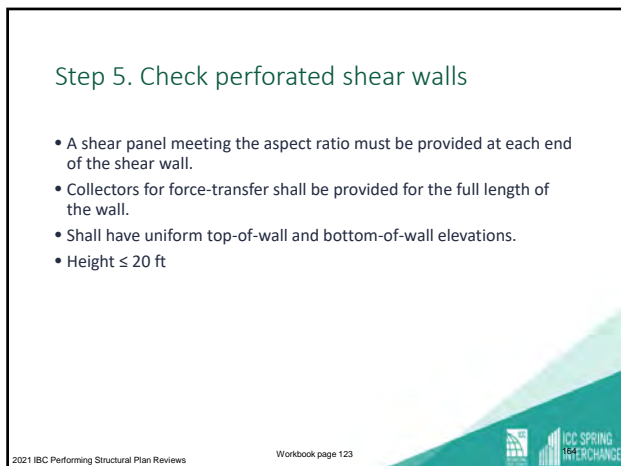 Step 5. Check perforated shear walls
• A shear panel meeting the aspect ratio must be provided at each end
of the shear wall.
• Collectors for force-transfer shall be provided for the full length of
the wall.
• Shall have uniform top-of-wall and bottom-of-wall elevations.
• Height ≤ 20 ft
2021 IBC Performing Structural Plan Reviews
Workbook page 123
ICC SPRING
INTERCHANGE
164